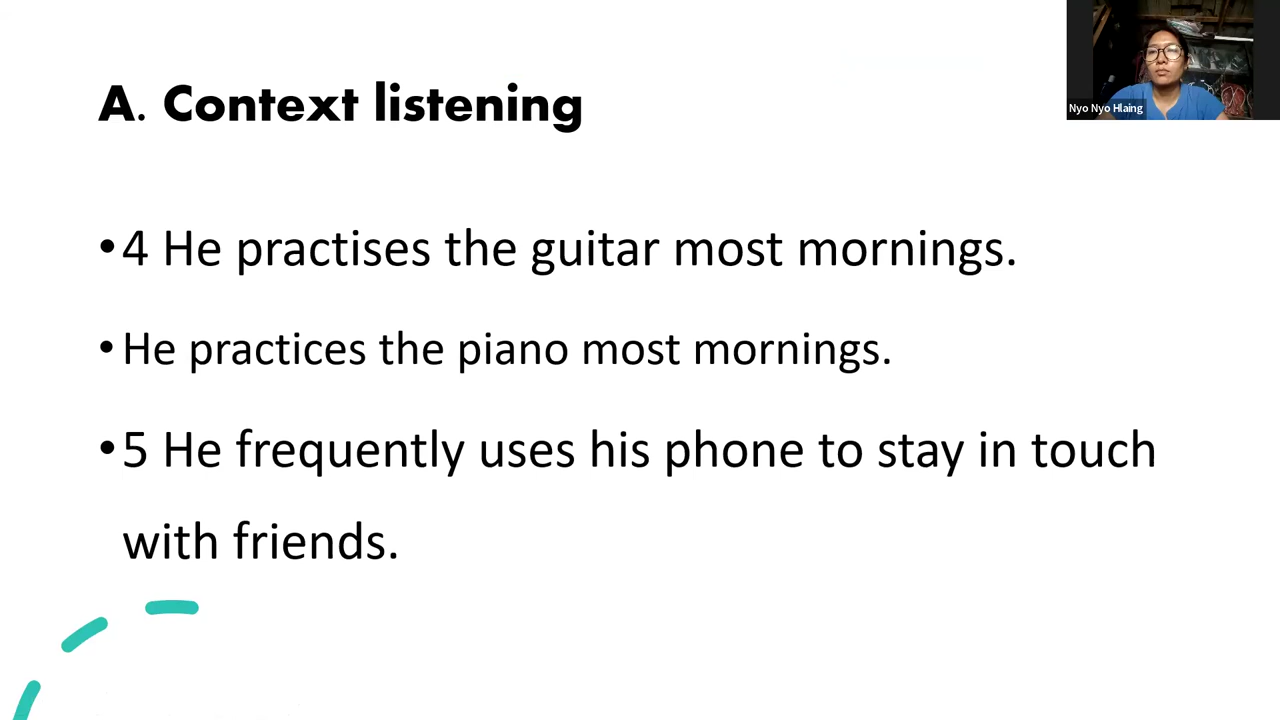 A. Context listening
Nyo Nyo Hlaing
•4 He practises the guitar most mornings.
•He practices the piano most mornings.
•5 He frequently uses his phone to stay in touch
with friends.